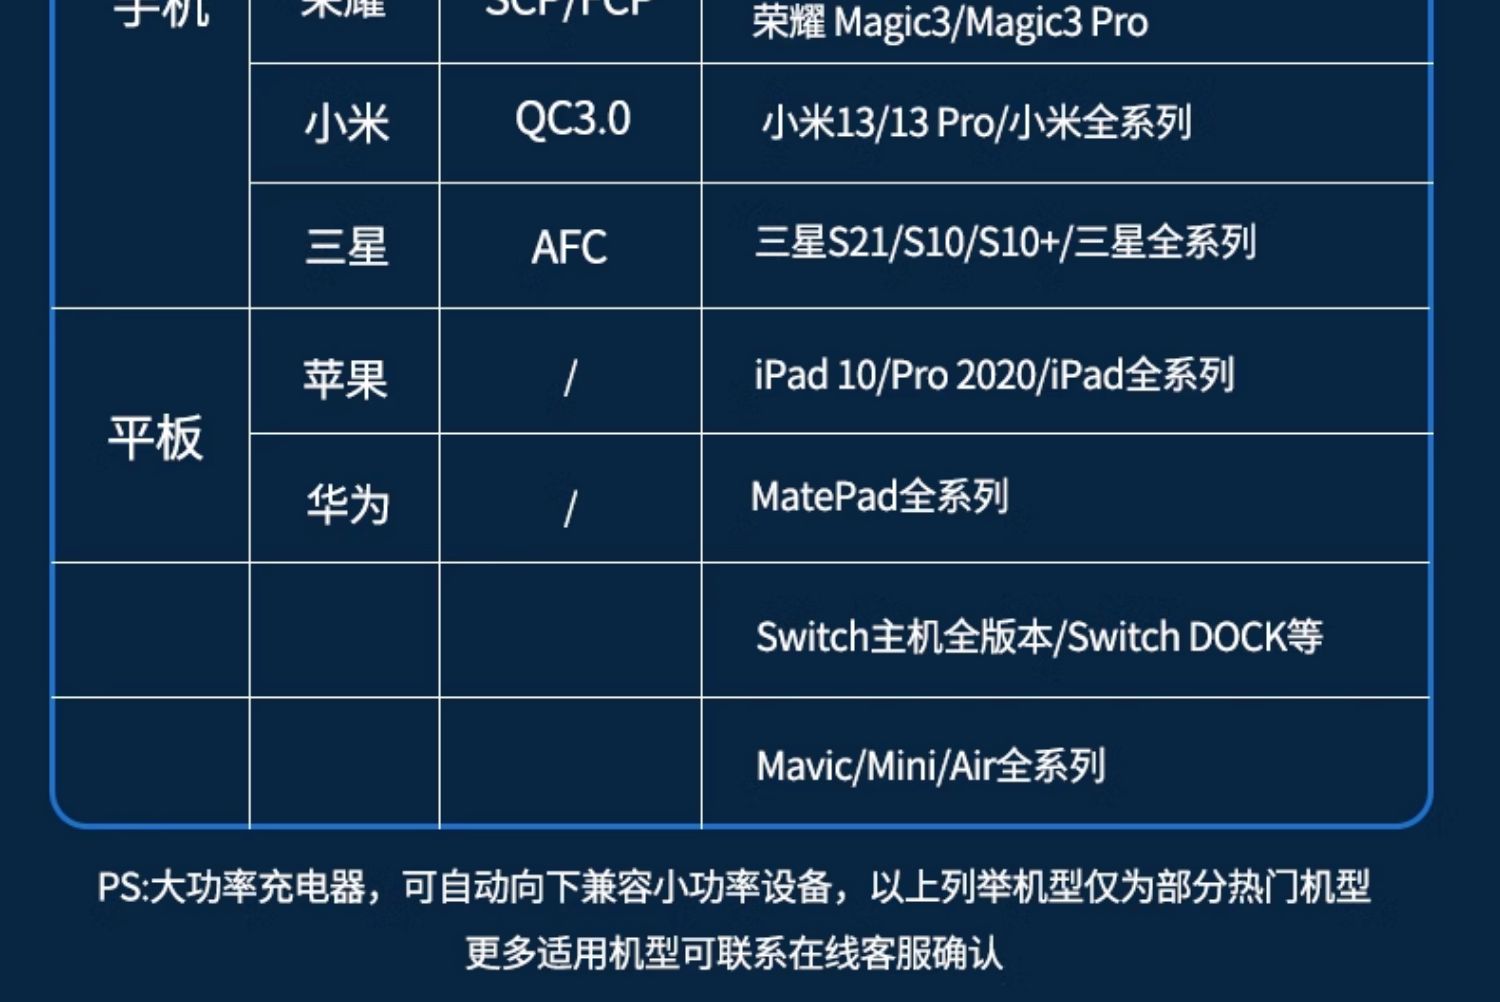 手机
荣耀 SCP/FCP 荣耀 Magic3/Magic3 Pro
小米 QC3.0 小米13/13 Pro/小米全系列
三星 AFC 三星S21/S10/S10+/三星全系列
平板
苹果 / iPad 10/Pro 2020/iPad全系列
华为 / MatePad全系列
Switch主机全版本/Switch DOCK等
Mavic/Mini/Air全系列
PS:大功率充电器，可自动向下兼容小功率设备，以上列举机型仅为部分热门机型
更多适用机型可联系在线客服确认